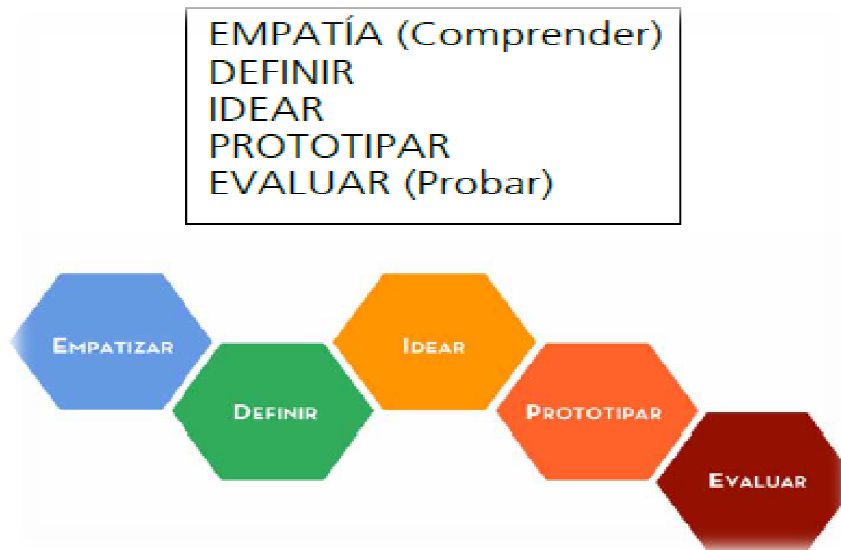 EMPATÍA (Comprender)
DEFINIR
IDEAR
PROTOTIPAR
EVALUAR (Probar)
EMPATIZAR
DEFINIR
IDEAR
PROTOTIPAR
EVALUAR